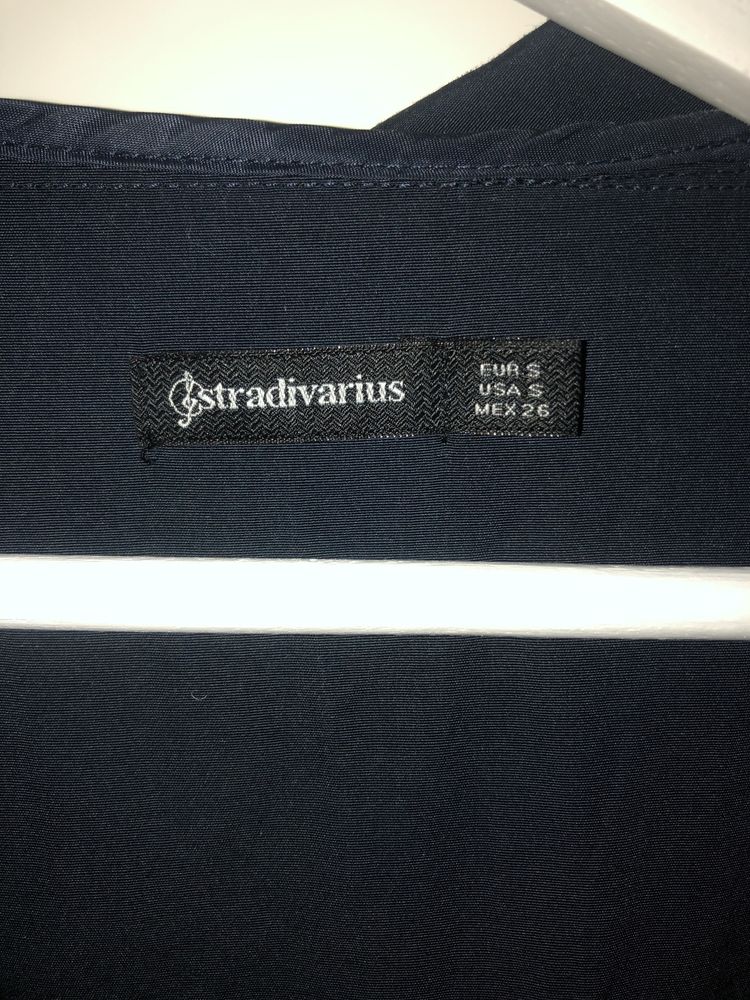 stradivarius
EUR S
USA S
MEX 26